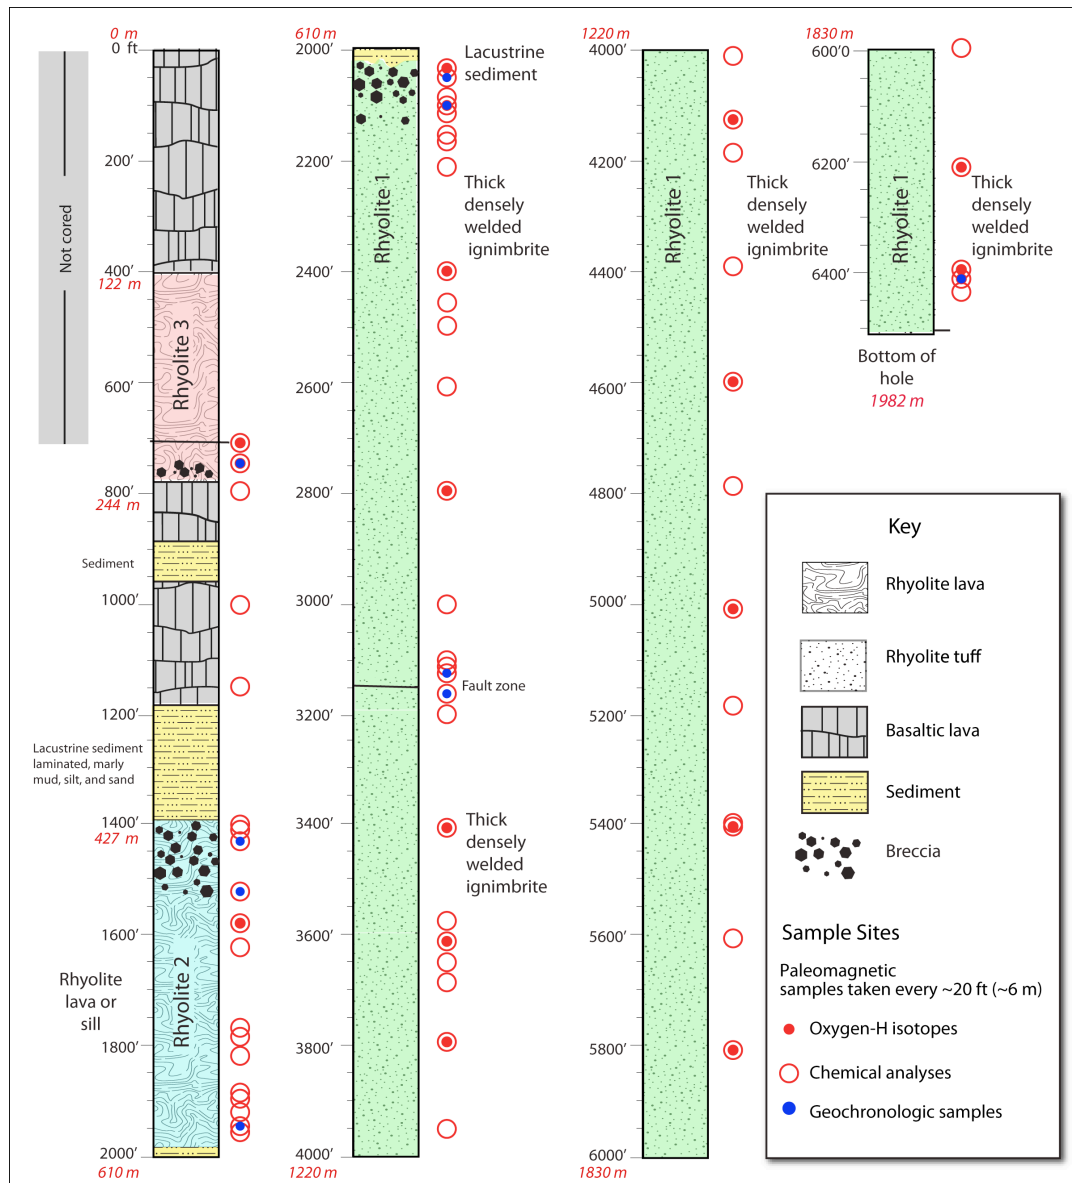 0 m
0 ft
200′
400′
122 m
600′
800′
244 m
1000′
1200′
1400′
427 m
1600′
1800′
2000′
610 m
Not cored
Rhyolite 3
Sediment
Lacustrine sediment
laminated, marly
mud, silt, and sand
Rhyolite 2
Rhyolite
lava or
sill
610 m
2000′
2200′
2400′
2600′
2800′
3000′
3200′
3400′
3600′
3800′
4000′
1220 m
Rhyolite 1
Lacustrine
sediment
Thick
densely
welded
ignimbrite
Fault zone
Thick
densely
welded
ignimbrite
1220 m
4000′
4200′
4400′
4600′
4800′
5000′
5200′
5400′
5600′
5800′
6000′
1830 m
Rhyolite 1
Thick
densely
welded
ignimbrite
1830 m
600′0
6200′
6400′
Rhyolite 1
Thick
densely
welded
ignimbrite
Bottom of
hole
1982 m
Key
Rhyolite lava
Rhyolite tuff
Basaltic lava
Sediment
Breccia
Sample Sites
Paleomagnetic
samples taken every ~20 ft (~6 m)
Oxygen-H isotopes
Chemical analyses
Geochronologic samples